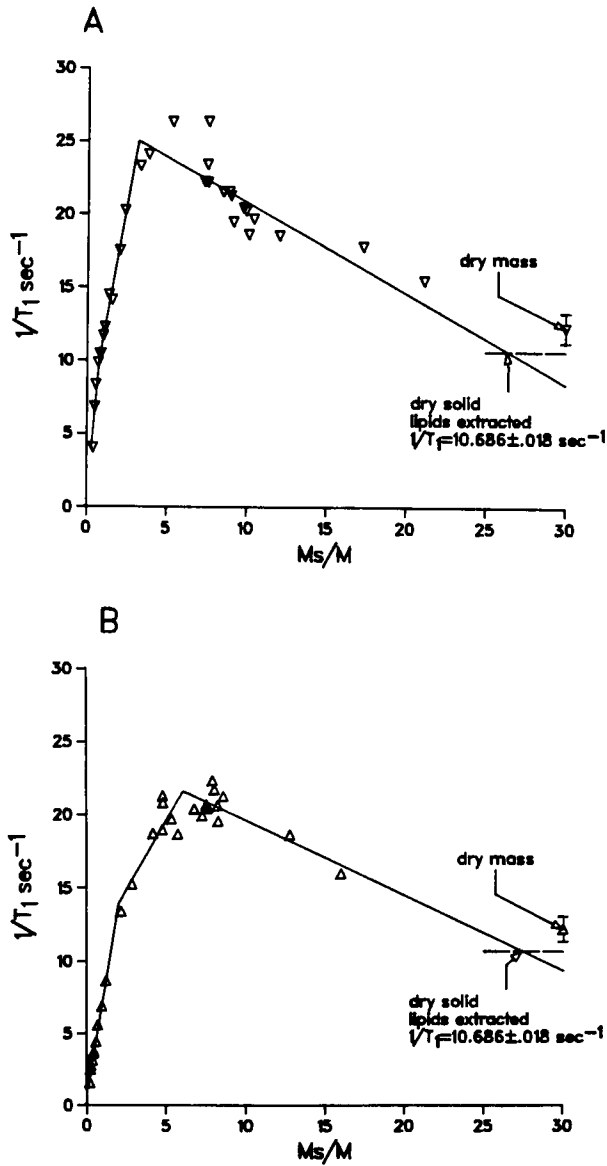 A
30
25
20
15
10
5
0
1/T1 sec−1
0 5 10 15 20 25 30
Ms/M
dry mass
dry solid
lipids extracted
1/T1=10.686±.018 sec−1
B
30
25
20
15
10
5
0
1/T1 sec−1
0 5 10 15 20 25 30
Ms/M
dry mass
dry solid
lipids extracted
1/T1=10.686±.018 sec−1